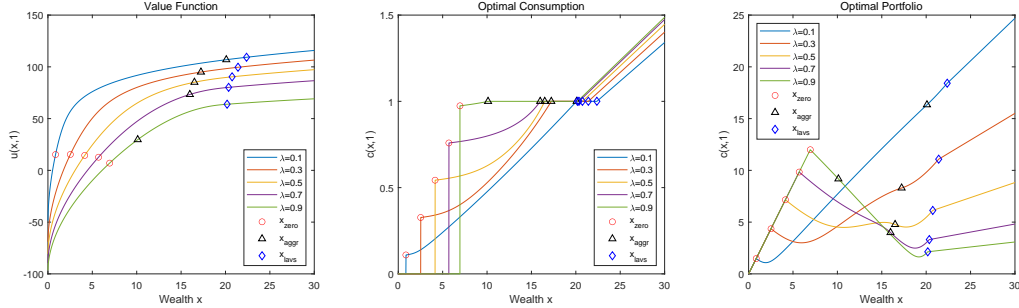 Value Function
u(x,1)
150
100
50
0
-50
-100
0 5 10 15 20 25 30
Wealth x
λ=0.1
λ=0.3
λ=0.5
λ=0.7
λ=0.9
x_zero
x_aggr
x_lavs
Optimal Consumption
c(x,1)
1.5
1
0.5
0
0 5 10 15 20 25 30
Wealth x
λ=0.1
λ=0.3
λ=0.5
λ=0.7
λ=0.9
x_zero
x_aggr
x_lavs
Optimal Portfolio
c(x,1)
25
20
15
10
5
0
0 5 10 15 20 25 30
Wealth x
λ=0.1
λ=0.3
λ=0.5
λ=0.7
λ=0.9
x_zero
x_aggr
x_lavs